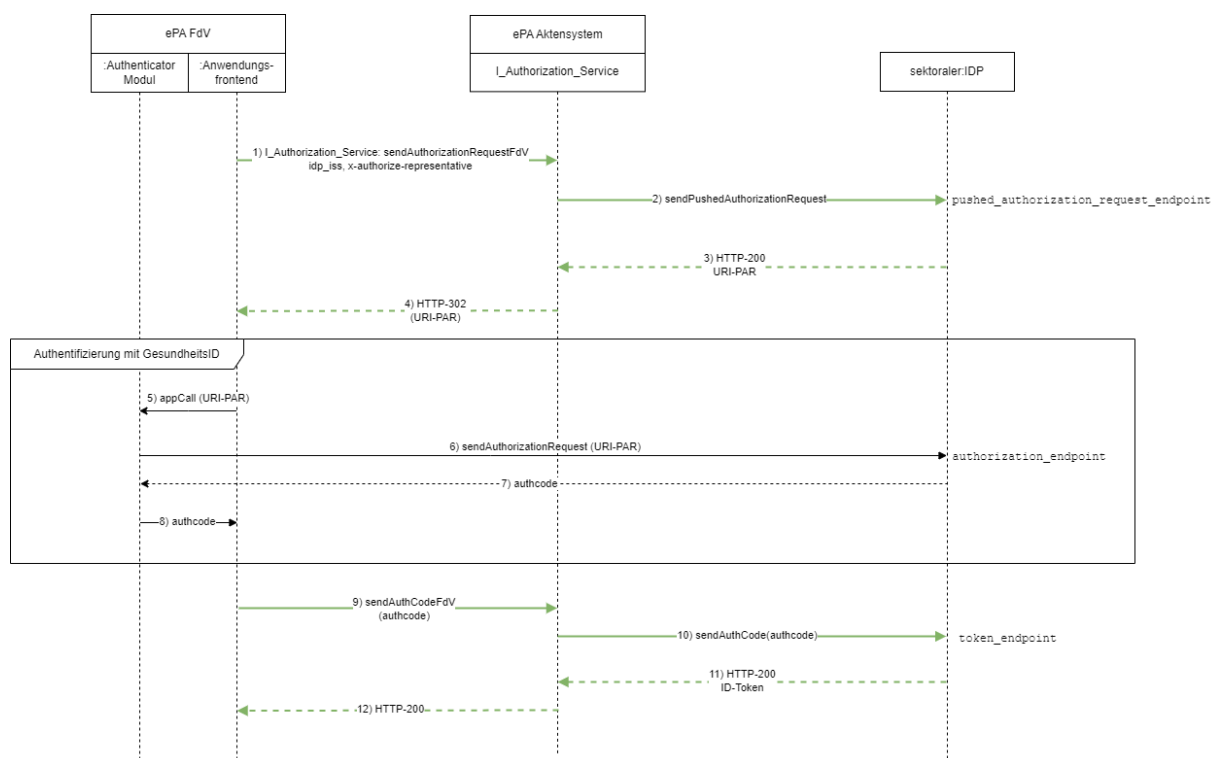 ePA FdV
:Authenticator
Modul
:Anwendungs-
frontend
ePA Aktensystem
I_Authorization_Service
sektoraler:IDP
1) I_Authorization_Service: sendAuthorizationRequestFdV
idp_iss, x-authorize-representative
2) sendPushedAuthorizationRequest
pushed_authorization_request_endpoint
3) HTTP-200
URI-PAR
4) HTTP-302
(URI-PAR)
Authentifizierung mit GesundheitsID
5) appCall (URI-PAR)
6) sendAuthorizationRequest (URI-PAR)
authorization_endpoint
7) authcode
8) authcode
9) sendAuthCodeFdV
(authcode)
10) sendAuthCode(authcode)
token_endpoint
11) HTTP-200
ID-Token
12) HTTP-200